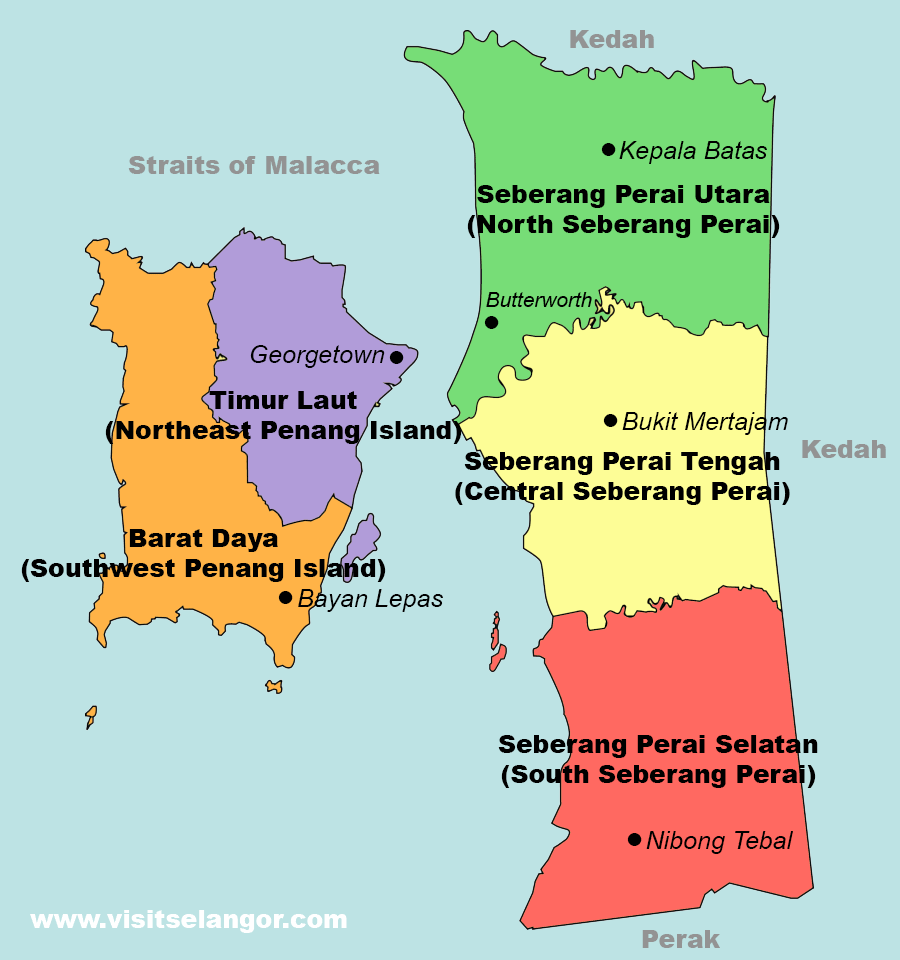 Kedah
Straits of Malacca
Kepala Batas
Seberang Perai Utara
(North Seberang Perai)
Butterworth
Georgetown
Timur Laut
(Northeast Penang Island)
Bukit Mertajam
Kedah
Seberang Perai Tengah
(Central Seberang Perai)
Barat Daya
(Southwest Penang Island)
Bayan Lepas
Seberang Perai Selatan
(South Seberang Perai)
Nibong Tebal
www.visitselangor.com
Perak